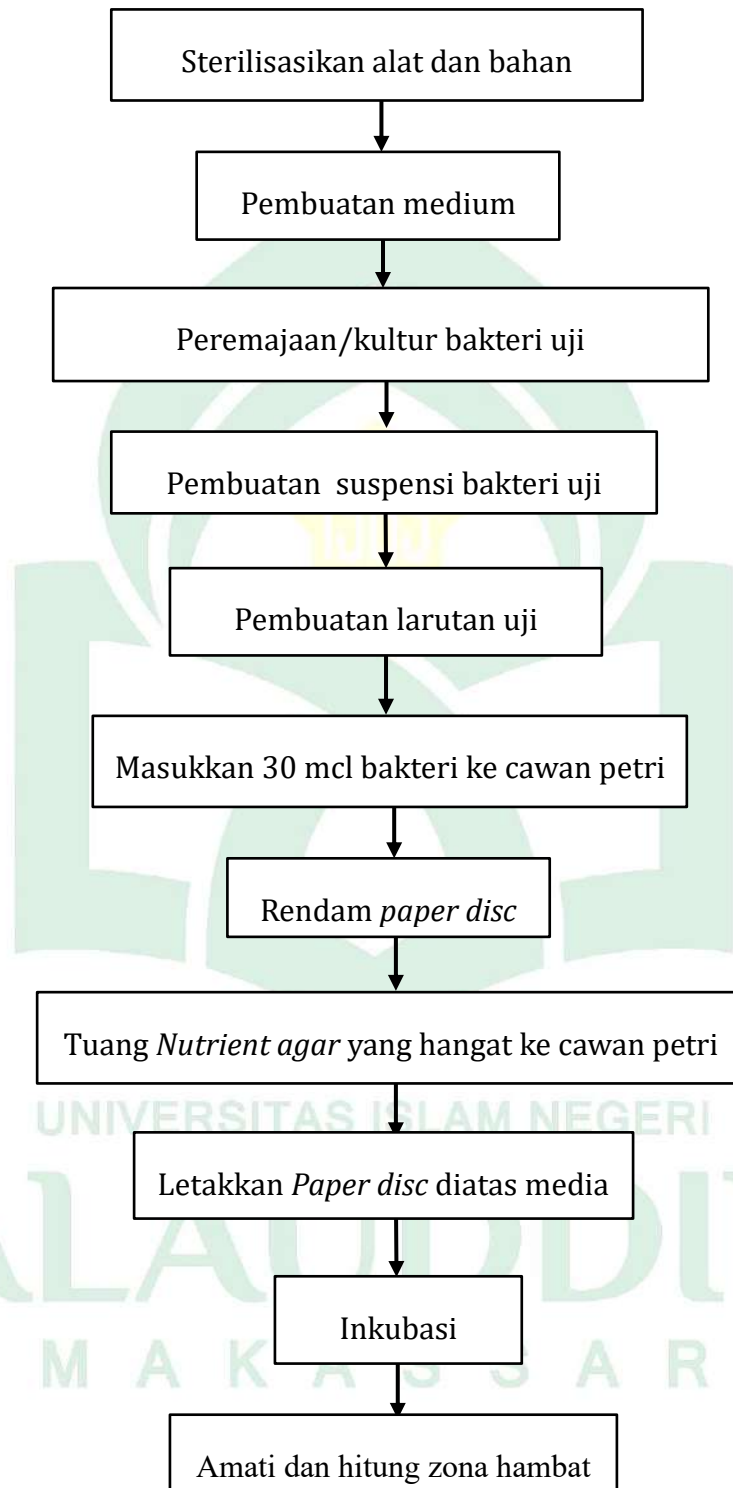 Sterilisasikan alat dan bahan
Pembuatan medium
Peremajaan/kultur bakteri uji
Pembuatan  suspensi bakteri uji
Pembuatan larutan uji
Masukkan 30 mcl bakteri ke cawan petri
Rendam paper disc
Tuang Nutrient agar yang hangat ke cawan petri
UNIVERSITAS ISLAM NEGERI
Letakkan Paper disc diatas media
ALAUDDI
Inkubasi
MAKASSAR
Amati dan hitung zona hambat